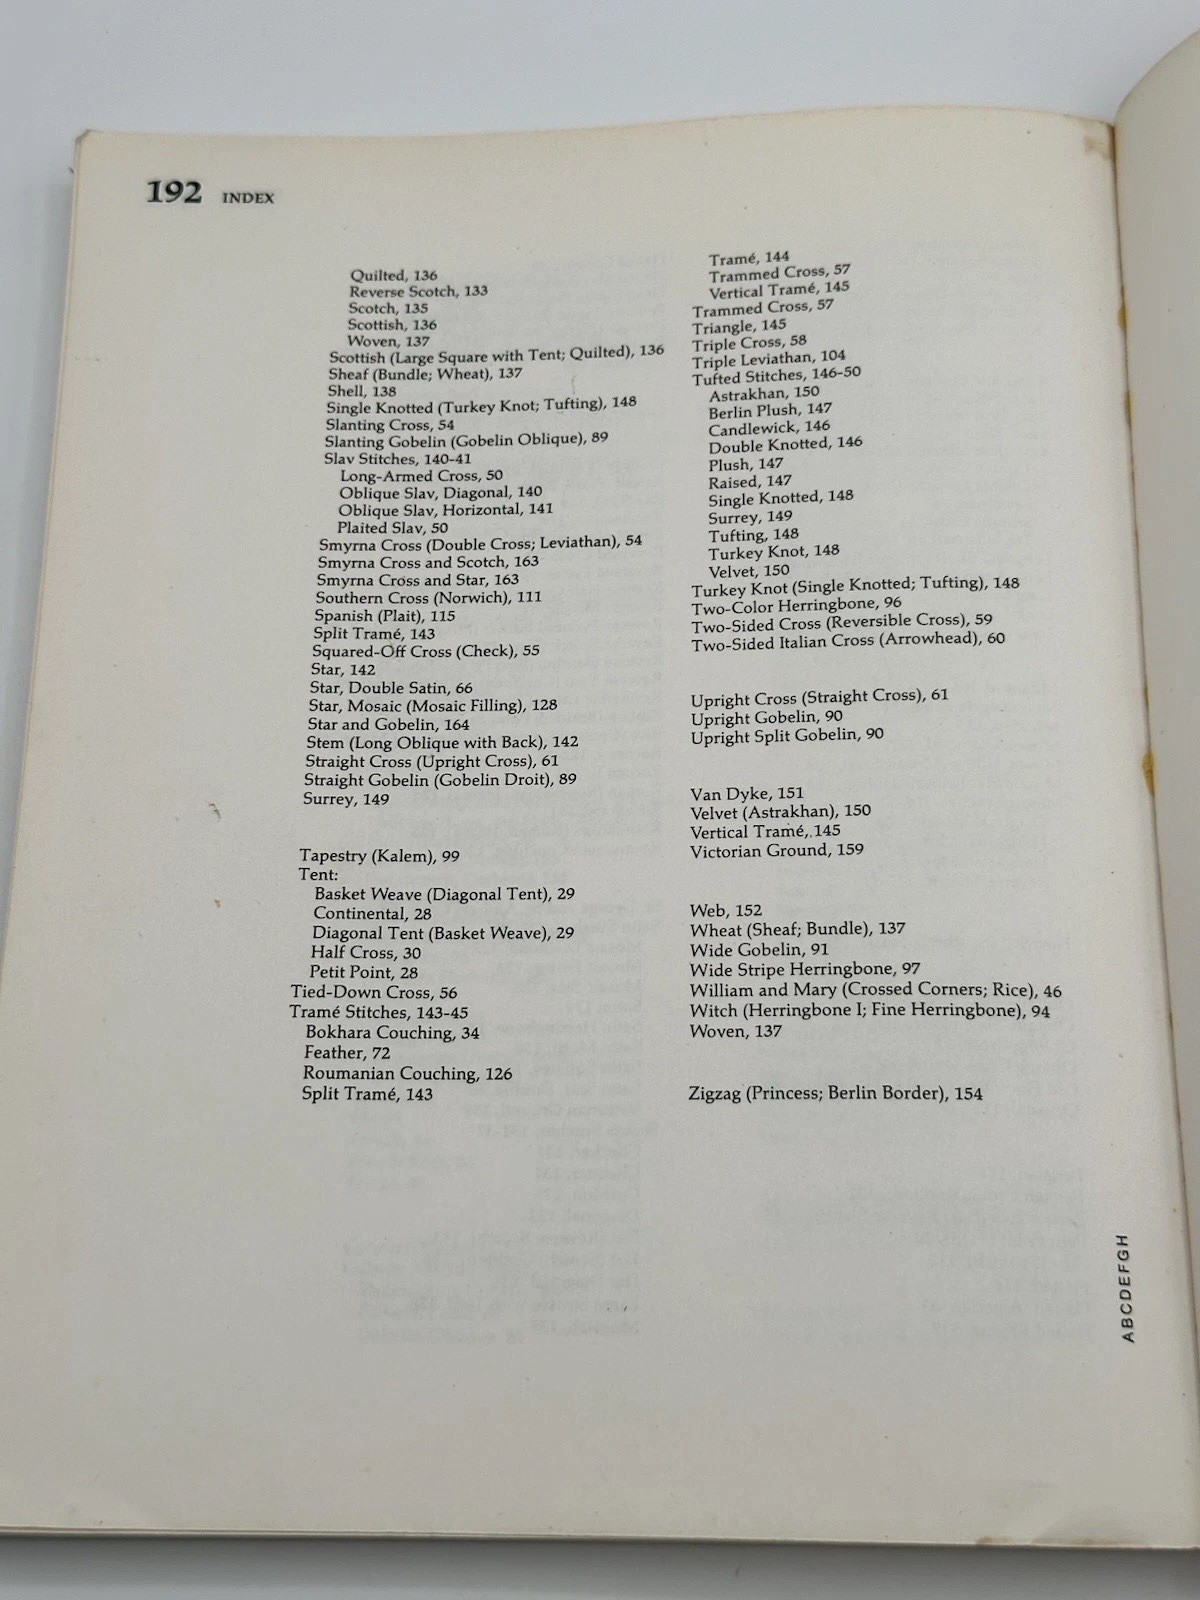 192 INDEX
Quilted, 136
Reverse Scotch, 133
Scotch, 135
Scottish, 136
Woven, 137
Scottish (Large Square with Tent; Quilted), 136
Sheaf (Bundle; Wheat), 137
Shell, 138
Single Knotted (Turkey Knot; Tufting), 148
Slanting Cross, 54
Slanting Gobelin (Gobelin Oblique), 89
Slav Stitches, 140-41
Long-Armed Cross, 50
Oblique Slav, Diagonal, 140
Oblique Slav, Horizontal, 141
Plaited Slav, 50
Smyrna Cross (Double Cross; Leviathan), 54
Smyrna Cross and Scotch, 163
Smyrna Cross and Star, 163
Southern Cross (Norwich), 111
Spanish (Plait), 115
Split Tramé, 143
Squared-Off Cross (Check), 55
Star, 142
Star, Double Satin, 66
Star, Mosaic (Mosaic Filling), 128
Star and Gobelin, 164
Stem (Long Oblique with Back), 142
Straight Cross (Upright Cross), 61
Straight Gobelin (Gobelin Droit), 89
Surrey, 149
Tapestry (Kalem), 99
Tent:
Basket Weave (Diagonal Tent), 29
Continental, 28
Diagonal Tent (Basket Weave), 29
Half Cross, 30
Petit Point, 28
Tied-Down Cross, 56
Tramé Stitches, 143-45
Bokhara Couching, 34
Feather, 72
Roumanian Couching, 126
Split Tramé, 143
Tramé, 144
Trammed Cross, 57
Vertical Tramé, 145
Trammed Cross, 57
Triangle, 145
Triple Cross, 58
Triple Leviathan, 104
Tufted Stitches, 146-50
Astrakhan, 150
Berlin Plush, 147
Candlewick, 146
Double Knotted, 146
Plush, 147
Raised, 147
Single Knotted, 148
Surrey, 149
Tufting, 148
Turkey Knot, 148
Velvet, 150
Turkey Knot (Single Knotted; Tufting), 148
Two-Color Herringbone, 96
Two-Sided Cross (Reversible Cross), 59
Two-Sided Italian Cross (Arrowhead), 60
Upright Cross (Straight Cross), 61
Upright Gobelin, 90
Upright Split Gobelin, 90
Van Dyke, 151
Velvet (Astrakhan), 150
Vertical Tramé, 145
Victorian Ground, 159
Web, 152
Wheat (Sheaf; Bundle), 137
Wide Gobelin, 91
Wide Stripe Herringbone, 97
William and Mary (Crossed Corners; Rice), 46
Witch (Herringbone I; Fine Herringbone), 94
Woven, 137
Zigzag (Princess; Berlin Border), 154
ABCDEFGH